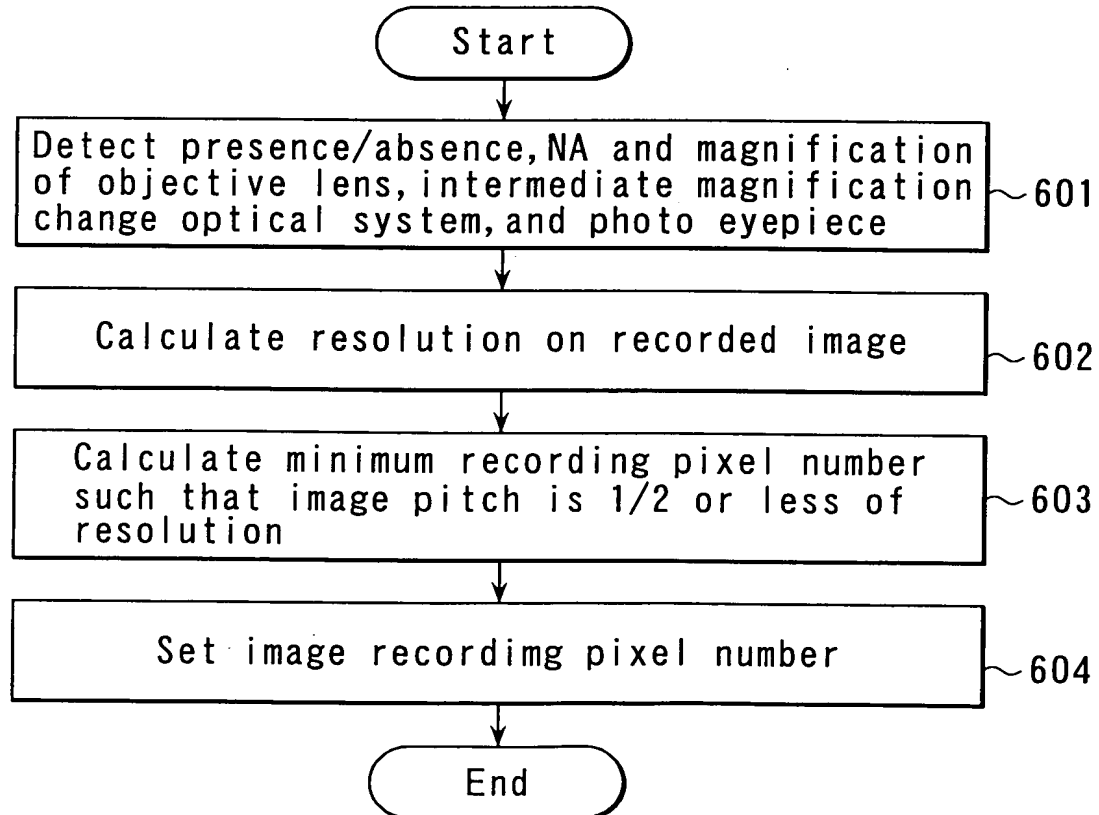 Start
Detect presence/absence, NA and magnification
of objective lens, intermediate magnification
change optical system, and photo eyepiece
601
Calculate resolution on recorded image
602
Calculate minimum recording pixel number
such that image pitch is 1/2 or less of
resolution
603
Set image recordimg pixel number
604
End